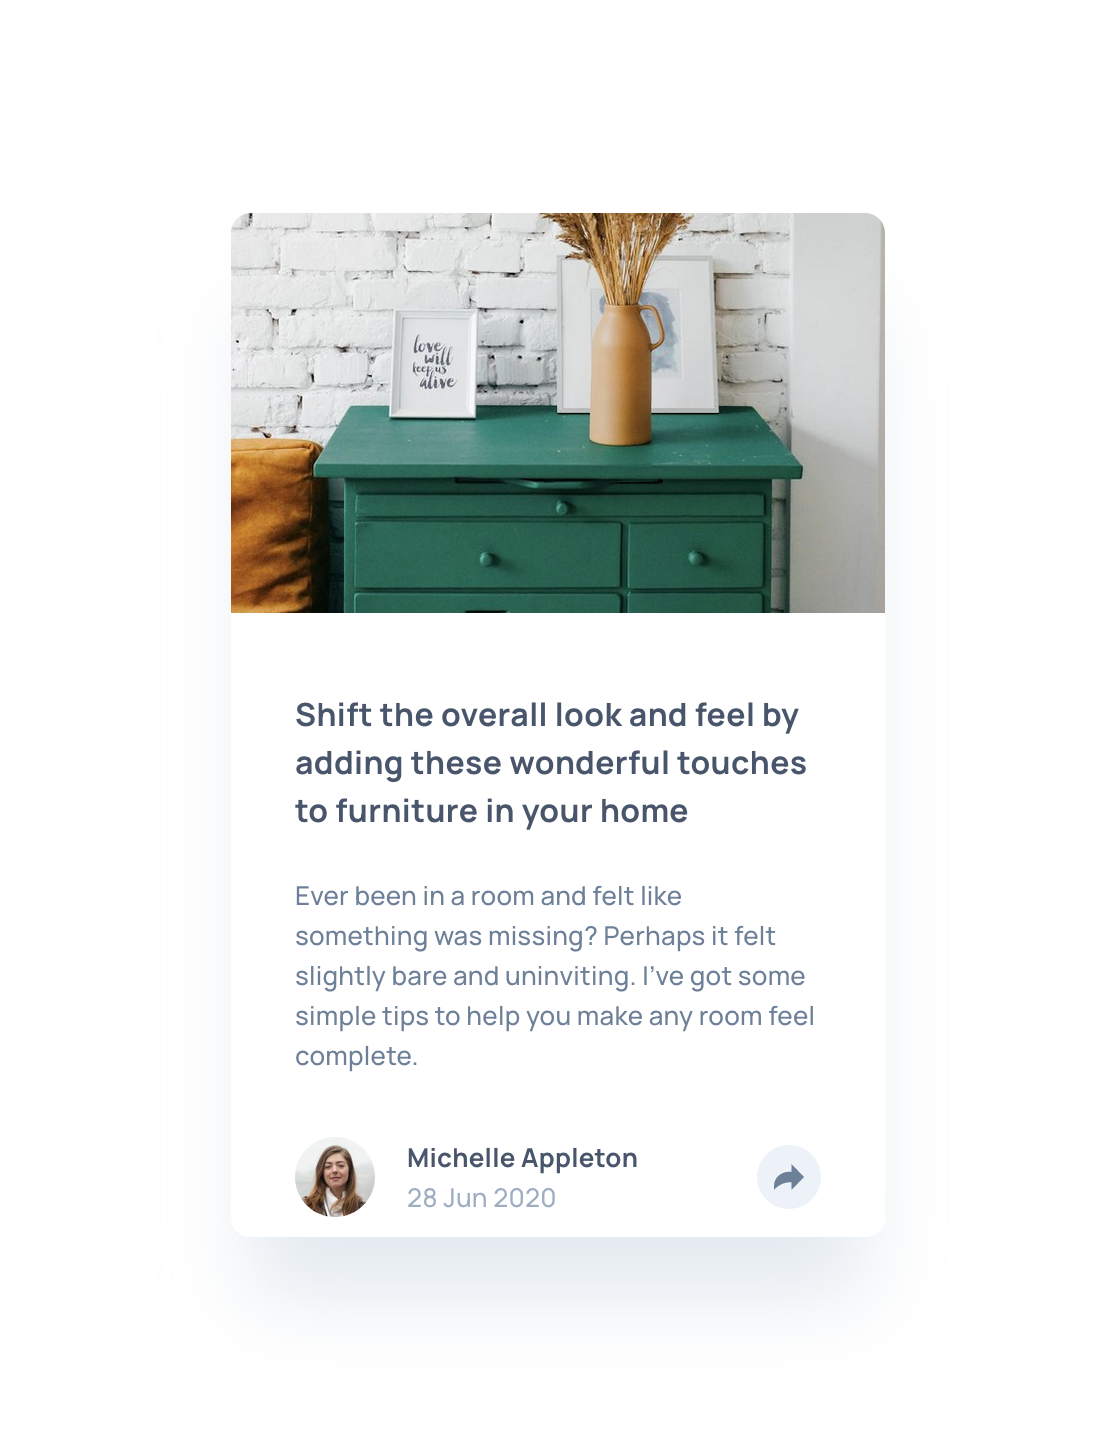 love
will
keep us
alive
Shift the overall look and feel by
adding these wonderful touches
to furniture in your home
Ever been in a room and felt like
something was missing? Perhaps it felt
slightly bare and uninviting. I’ve got some
simple tips to help you make any room feel
complete.
Michelle Appleton
28 Jun 2020